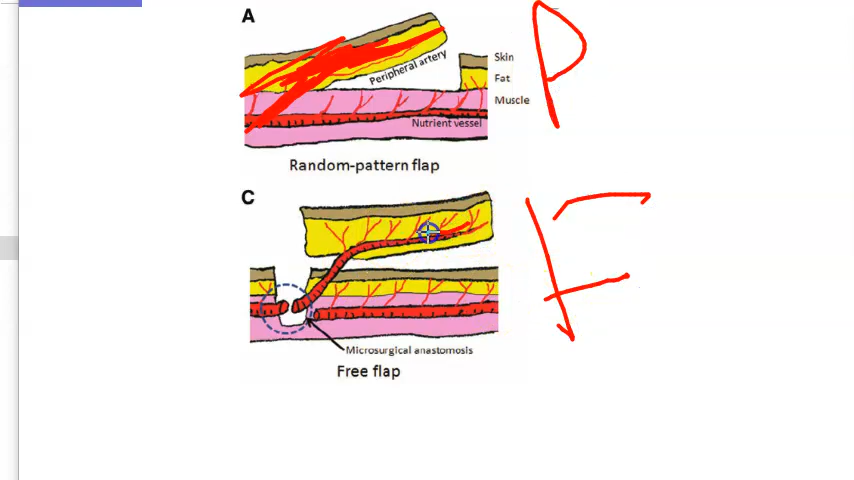 A
P
Skin
Peripheral artery
Fat
Muscle
Nutrient vessel
Random-pattern flap
C
F
Microsurgical anastomosis
Free flap